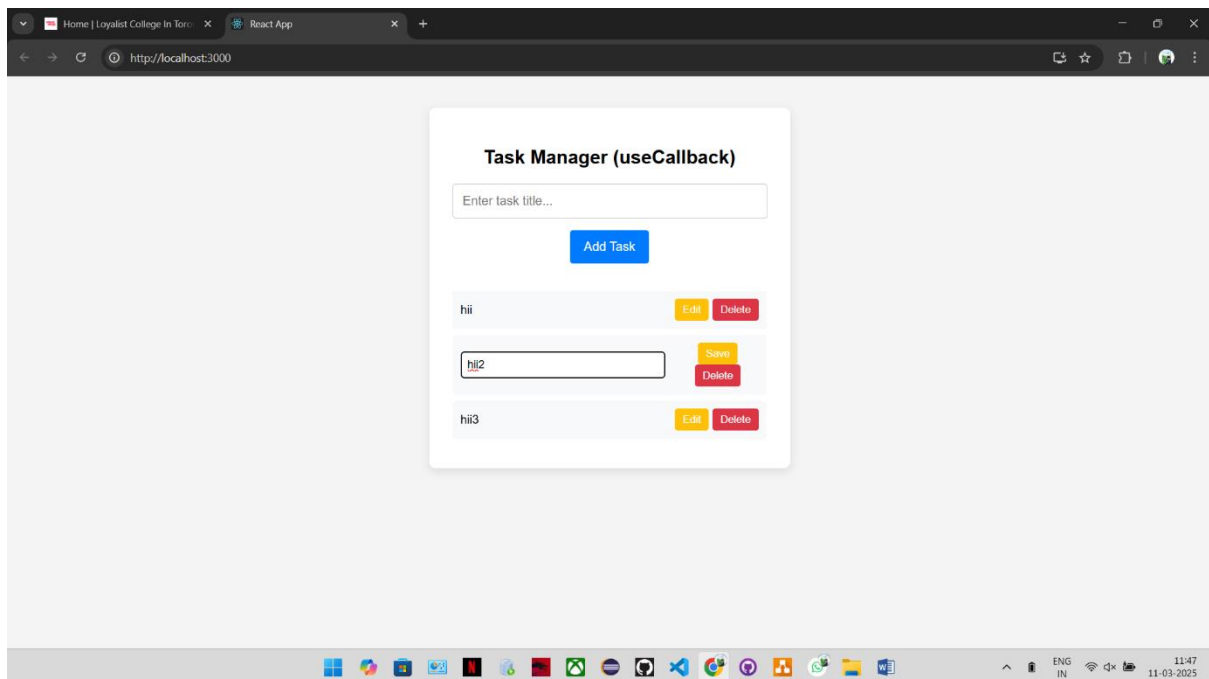 Home | Loyalist College In Toro
React App
http://localhost:3000
Task Manager (useCallback)
Enter task title...
Add Task
hii
Edit Delete
hii2
Save
Delete
hii3
Edit Delete
ENG
IN
11:47
11-03-2025